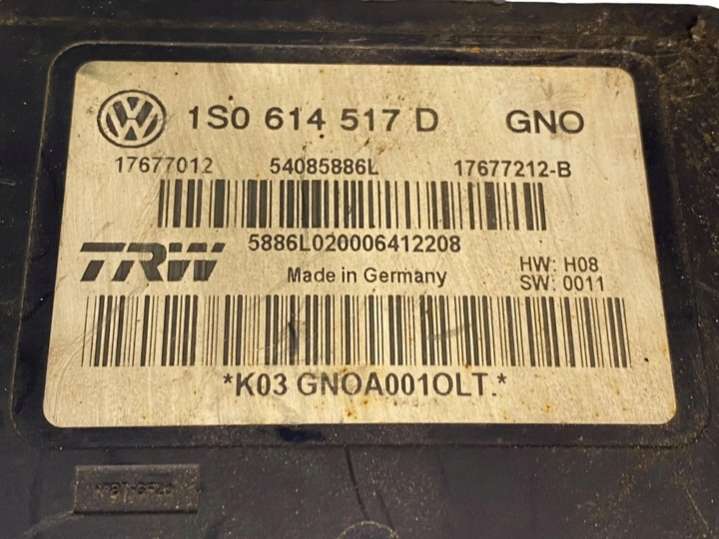 1S0 614 517 D GNO
17677012 54085886L 17677212-B
5886L020006412208
TRW Made in Germany HW: H08
SW: 0011
*K03 GNOA001OLT.*